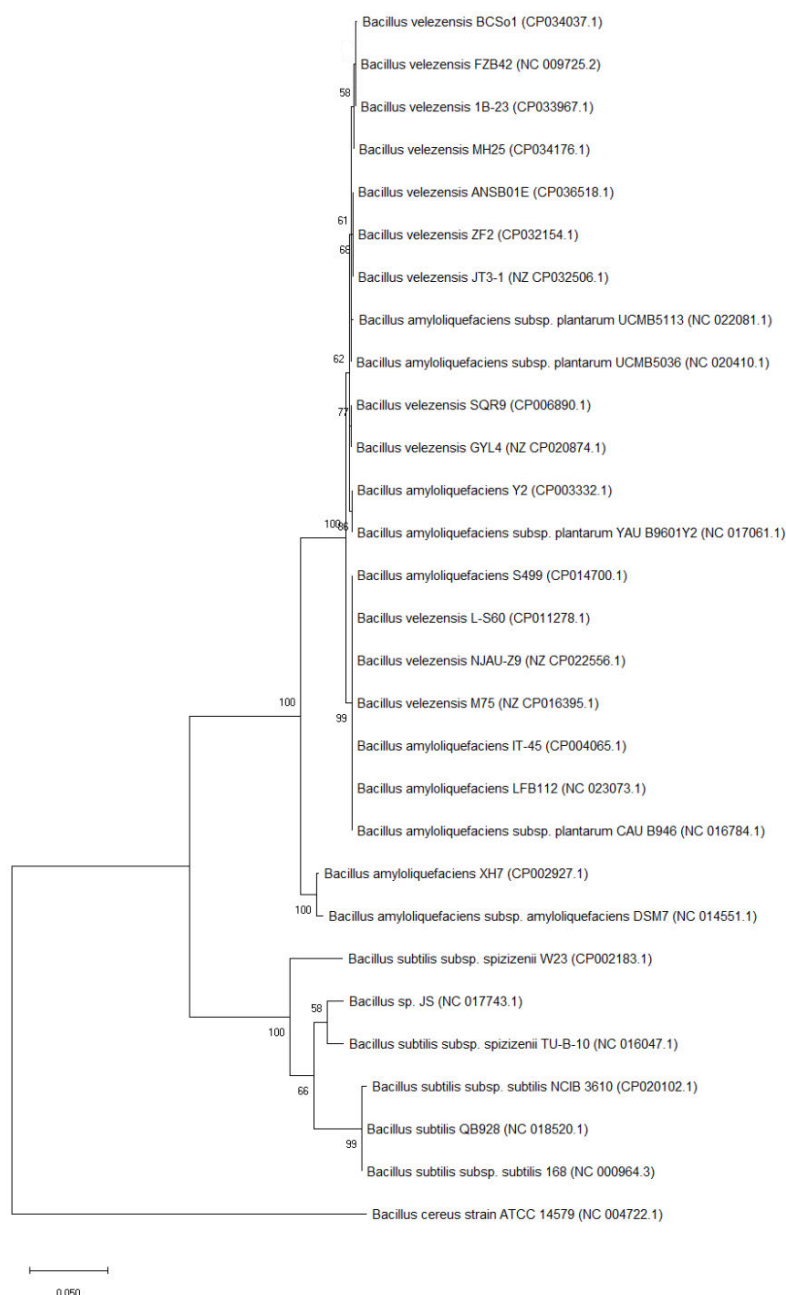 Bacillus velezensis BCSo1 (CP034037.1)
Bacillus velezensis FZB42 (NC 009725.2)
58
Bacillus velezensis 1B-23 (CP033967.1)
Bacillus velezensis MH25 (CP034176.1)
Bacillus velezensis ANSB01E (CP036518.1)
61
Bacillus velezensis ZF2 (CP032154.1)
68
Bacillus velezensis JT3-1 (NZ CP032506.1)
Bacillus amyloliquefaciens subsp. plantarum UCMB5113 (NC 022081.1)
62
Bacillus amyloliquefaciens subsp. plantarum UCMB5036 (NC 020410.1)
Bacillus velezensis SQR9 (CP006890.1)
77
Bacillus velezensis GYL4 (NZ CP020874.1)
Bacillus amyloliquefaciens Y2 (CP003332.1)
100
86
Bacillus amyloliquefaciens subsp. plantarum YAU B9601Y2 (NC 017061.1)
Bacillus amyloliquefaciens S499 (CP014700.1)
Bacillus velezensis L-S60 (CP011278.1)
Bacillus velezensis NJAU-Z9 (NZ CP022556.1)
100
Bacillus velezensis M75 (NZ CP016395.1)
99
Bacillus amyloliquefaciens IT-45 (CP004065.1)
Bacillus amyloliquefaciens LFB112 (NC 023073.1)
Bacillus amyloliquefaciens subsp. plantarum CAU B946 (NC 016784.1)
Bacillus amyloliquefaciens XH7 (CP002927.1)
100
Bacillus amyloliquefaciens subsp. amyloliquefaciens DSM7 (NC 014551.1)
Bacillus subtilis subsp. spizizenii W23 (CP002183.1)
Bacillus sp. JS (NC 017743.1)
58
100
Bacillus subtilis subsp. spizizenii TU-B-10 (NC 016047.1)
66
Bacillus subtilis subsp. subtilis NCIB 3610 (CP020102.1)
Bacillus subtilis QB928 (NC 018520.1)
99
Bacillus subtilis subsp. subtilis 168 (NC 000964.3)
Bacillus cereus strain ATCC 14579 (NC 004722.1)
0.050